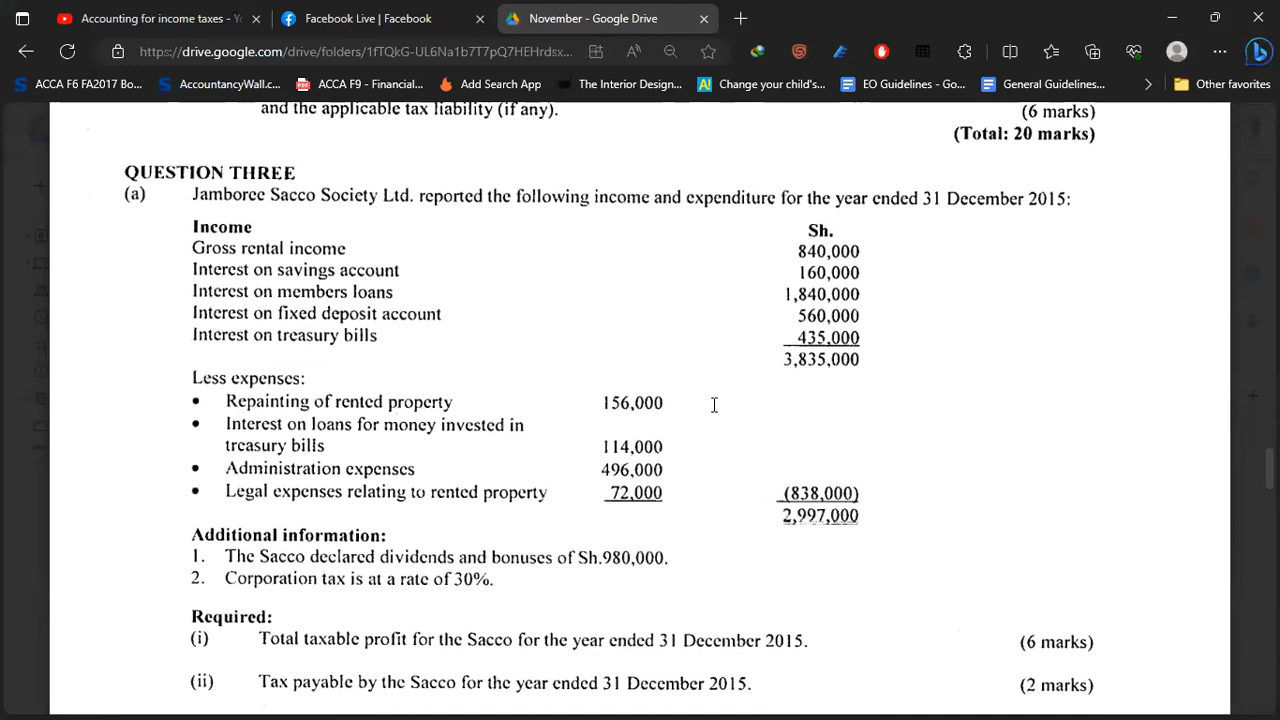 Accounting for income taxes - Y
Facebook Live | Facebook
November - Google Drive
https://drive.google.com/drive/folders/1fTQkG-UL6Na1b7T7pQ7HEHrdsx...
ACCA F6 FA2017 Bo...
AccountancyWall.c...
ACCA F9 - Financial...
Add Search App
The Interior Design...
Change your child's...
EO Guidelines - Go...
General Guidelines...
Other favorites
and the applicable tax liability (if any).
(6 marks)
(Total: 20 marks)
QUESTION THREE
(a) Jamboree Sacco Society Ltd. reported the following income and expenditure for the year ended 31 December 2015:
Income Sh.
Gross rental income 840,000
Interest on savings account 160,000
Interest on members loans 1,840,000
Interest on fixed deposit account 560,000
Interest on treasury bills 435,000
3,835,000
Less expenses:
• Repainting of rented property 156,000
• Interest on loans for money invested in
treasury bills 114,000
• Administration expenses 496,000
• Legal expenses relating to rented property 72,000 (838,000)
2,997,000
Additional information:
1. The Sacco declared dividends and bonuses of Sh.980,000.
2. Corporation tax is at a rate of 30%.
Required:
(i) Total taxable profit for the Sacco for the year ended 31 December 2015. (6 marks)
(ii) Tax payable by the Sacco for the year ended 31 December 2015. (2 marks)